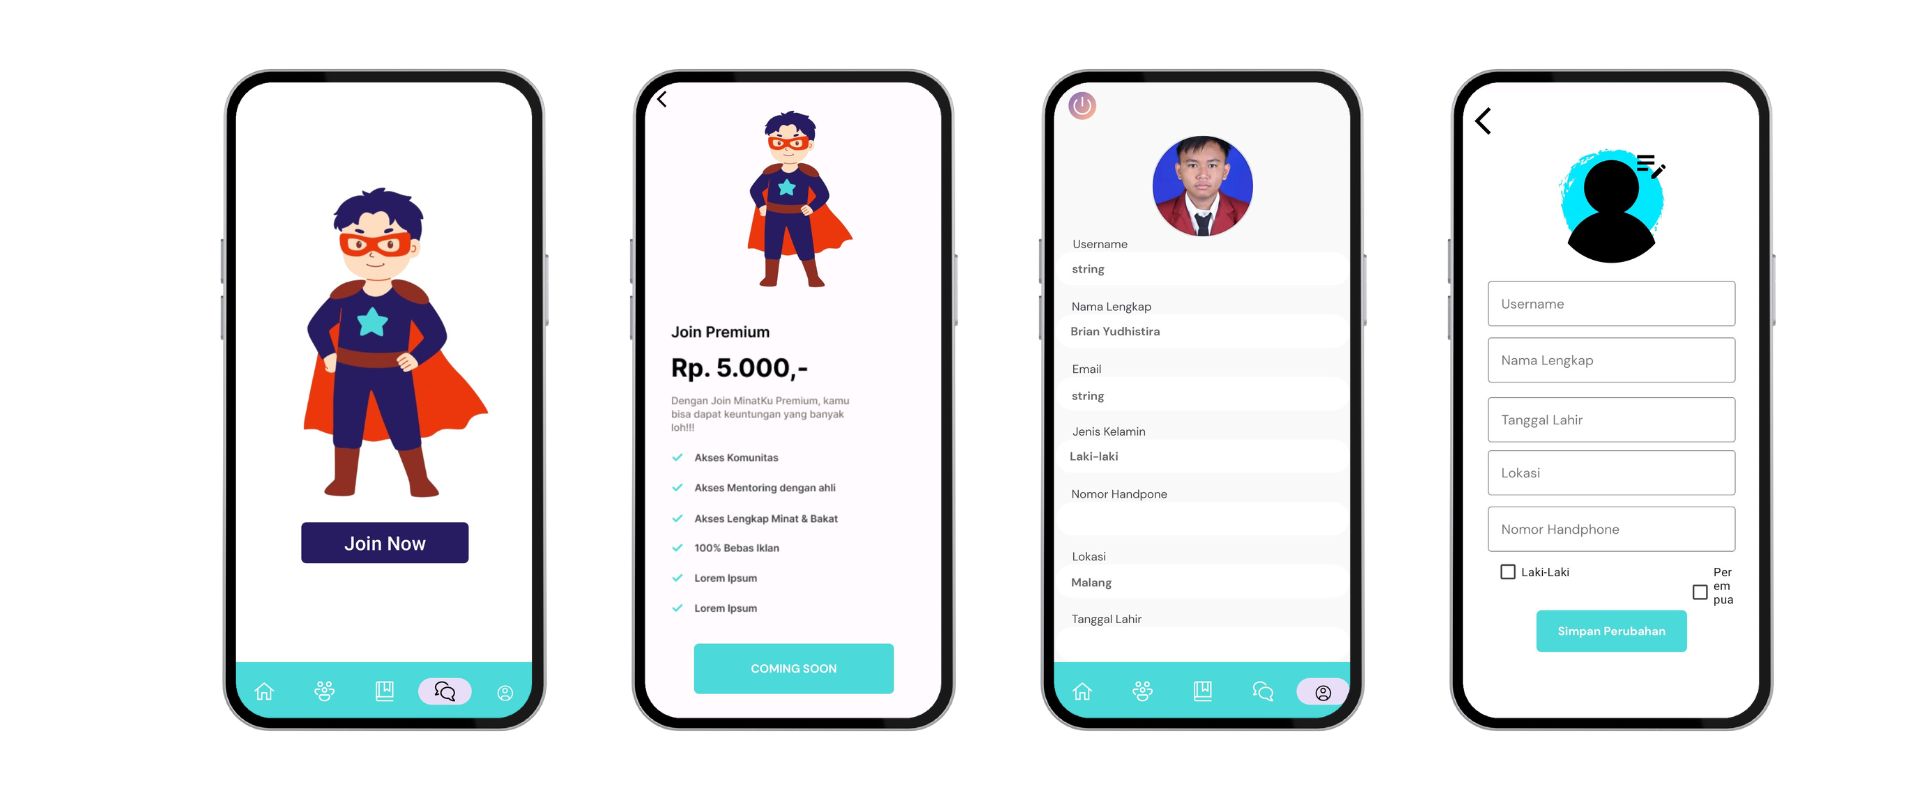 Join Now
Join Premium
Rp. 5.000,-
Dengan Join MinatKu Premium, kamu
bisa dapat keuntungan yang banyak
loh!!!
Akses Komunitas
Akses Mentoring dengan ahli
Akses Lengkap Minat & Bakat
100% Bebas Iklan
Lorem Ipsum
Lorem Ipsum
COMING SOON
Username
string
Nama Lengkap
Brian Yudhistira
Email
string
Jenis Kelamin
Laki-laki
Nomor Handpone
Lokasi
Malang
Tanggal Lahir
Username
Nama Lengkap
Tanggal Lahir
Lokasi
Nomor Handphone
Laki-Laki
Per
em
pua
Simpan Perubahan